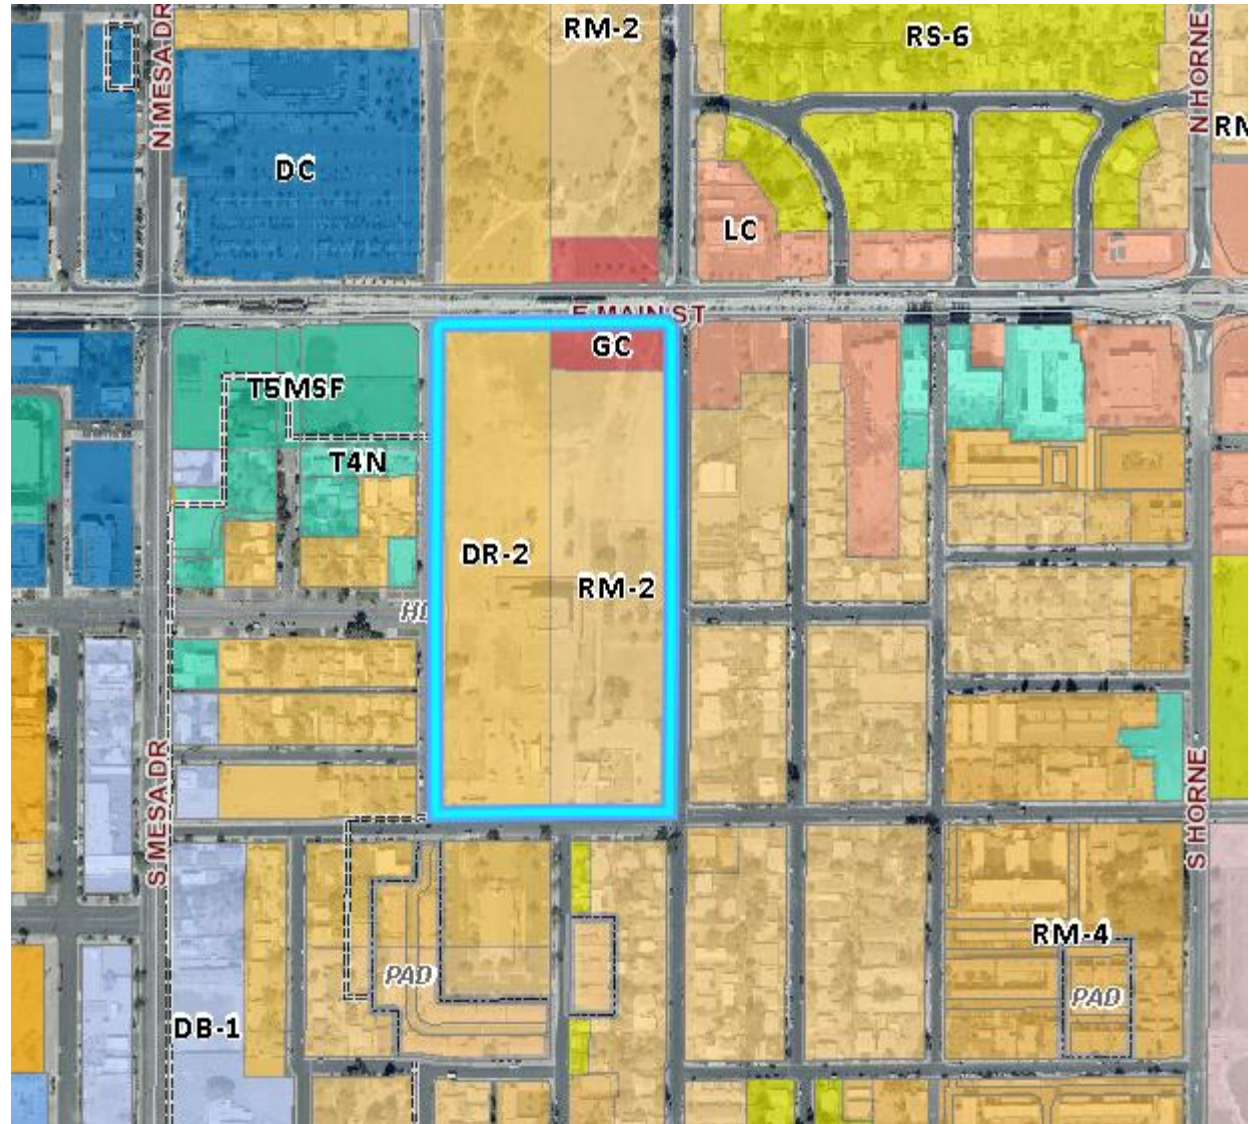 RM-2
RS-6
N MESA DR
N HORNE
DC
LC
E MAIN ST
GC
T5MSF
T4N
DR-2
RM-2
S MESA DR
S HORNE
RM-4
PAD
PAD
DB-1